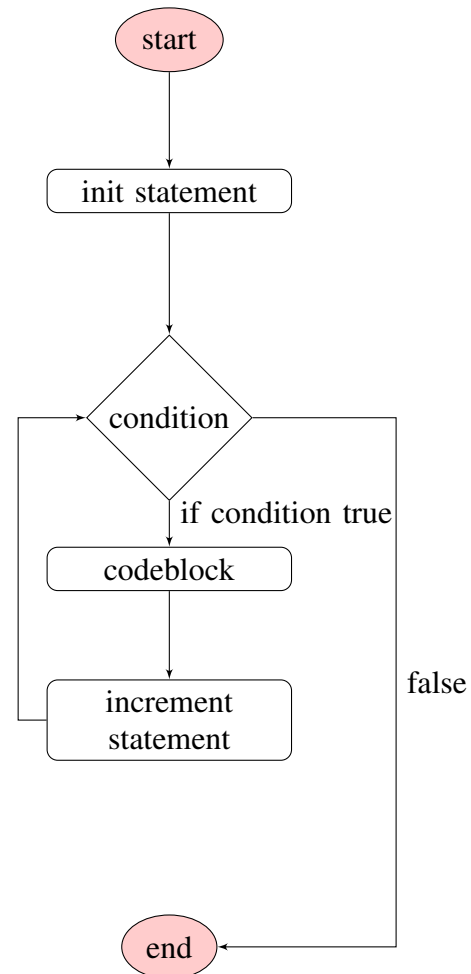 start
init statement
condition
if condition true
codeblock
false
increment
statement
end